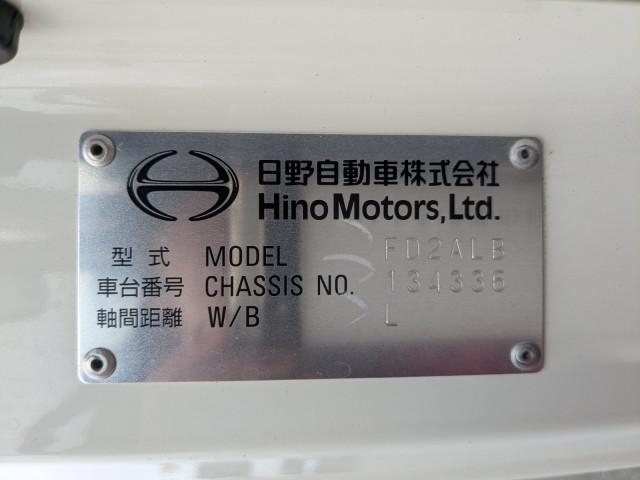 日野自動車株式会社
Hino Motors, Ltd.
型式 MODEL FD2ALB
車台番号 CHASSIS NO. 134336
軸間距離 W/B L